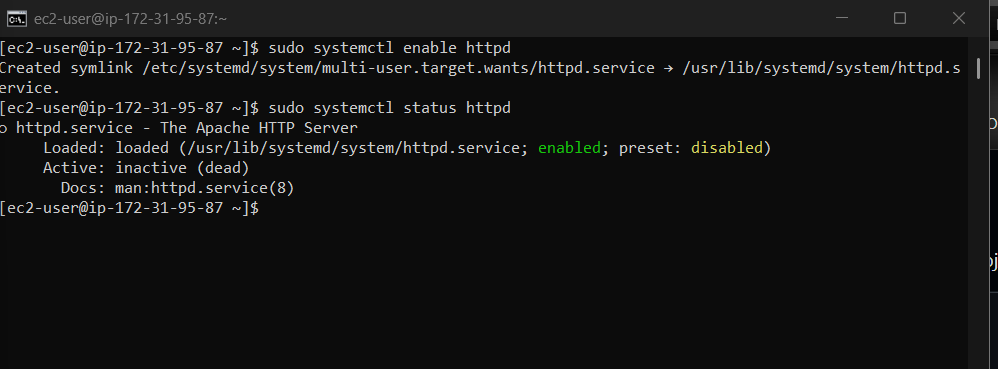 ec2-user@ip-172-31-95-87:~
[ec2-user@ip-172-31-95-87 ~]$ sudo systemctl enable httpd
Created symlink /etc/systemd/system/multi-user.target.wants/httpd.service → /usr/lib/systemd/system/httpd.s
ervice.
[ec2-user@ip-172-31-95-87 ~]$ sudo systemctl status httpd
○ httpd.service - The Apache HTTP Server
Loaded: loaded (/usr/lib/systemd/system/httpd.service; enabled; preset: disabled)
Active: inactive (dead)
Docs: man:httpd.service(8)
[ec2-user@ip-172-31-95-87 ~]$